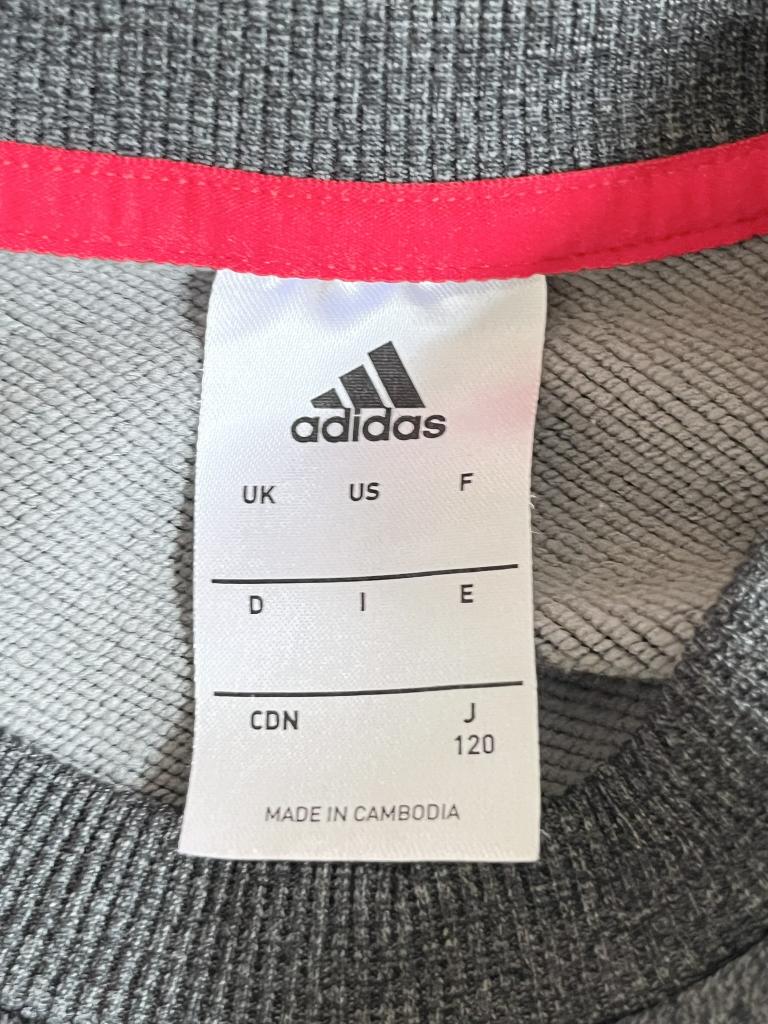 adidas
UK US F
D I E
CDN J
120
MADE IN CAMBODIA